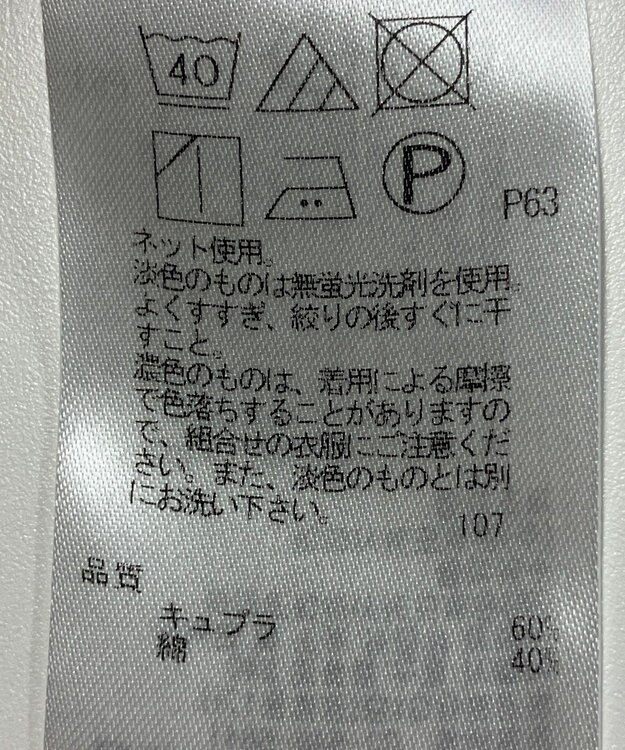 40
P
P63
ネット使用。
淡色のものは無蛍光洗剤を使用。
よくすすぎ、絞りの後すぐに干
すこと。
濃色のものは、着用による摩擦
で色落ちすることがありますの
で、組合せの衣服にご注意くだ
さい。また、淡色のものとは別
にお洗い下さい。
107
品質
キュプラ 60%
綿 40%